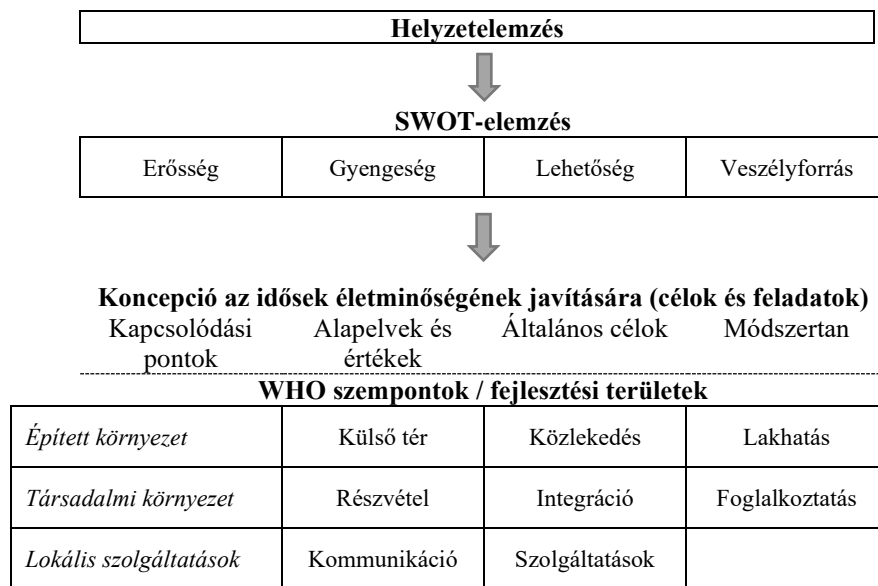 Helyzetelemzés
SWOT-elemzés
Erősség Gyengeség Lehetőség Veszélyforrás
Koncepció az idősek életminőségének javítására (célok és feladatok)
Kapcsolódási pontok Alapelvek és értékek Általános célok Módszertan
WHO szempontok / fejlesztési területek
Épített környezet Külső tér Közlekedés Lakhatás
Társadalmi környezet Részvétel Integráció Foglalkoztatás
Lokális szolgáltatások Kommunikáció Szolgáltatások